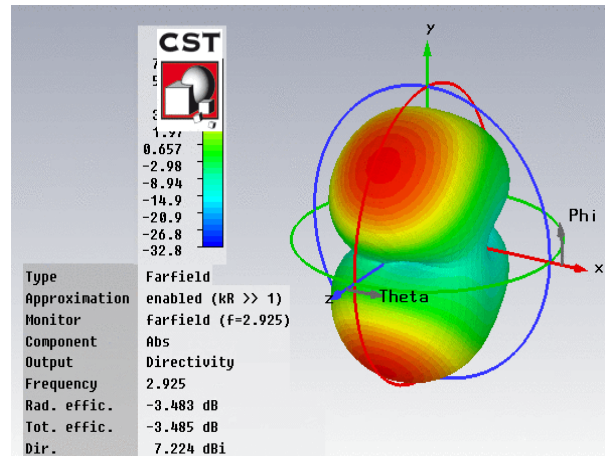 CST
y
1.97
0.657
-2.98
-8.94
-14.9
-20.9
-26.8
-32.8
Phi
x
z
Theta
Type Farfield
Approximation enabled (kR >> 1)
Monitor farfield (f=2.925)
Component Abs
Output Directivity
Frequency 2.925
Rad. effic. -3.483 dB
Tot. effic. -3.485 dB
Dir. 7.224 dBi